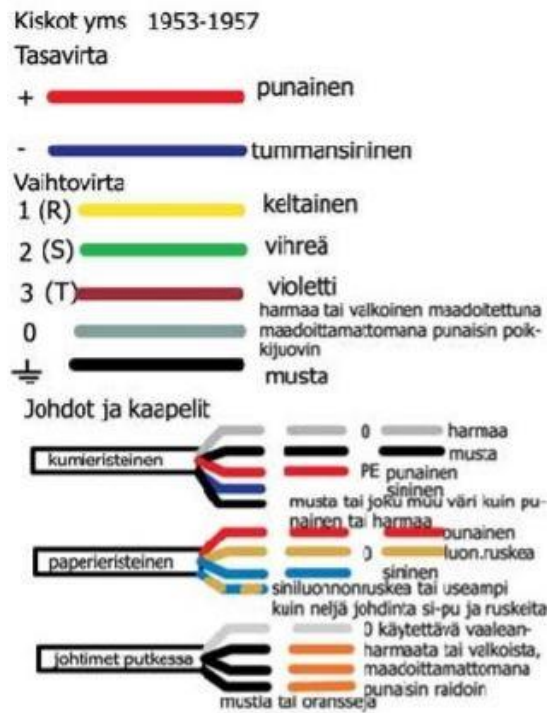 Kiskot yms 1953-1957
Tasavirta
+ punainen
- tummansininen
Vaihtovirta
1 (R) keltainen
2 (S) vihreä
3 (T) violetti
harmaa tai valkoinen maadoitettuna
0 maadoittamattomana punaisin poik-
kijuovin
musta
Johdot ja kaapelit
0 harmaa
musta
kumieristeinen
PE punainen
sininen
musta tai joku muu väri kuin pu-
nainen tai harmaa
punainen
0 luon.ruskea
paperieristeinen
sininen
siniluonnonruskea tai useampi
kuin neljä johdinta si-pu ja ruskeita
0 käytettävä vaalean-
harmaata tai valkoista,
johtimet putkessa
maadoittamattomana
punaisin raidoin
mustia tai oransseja